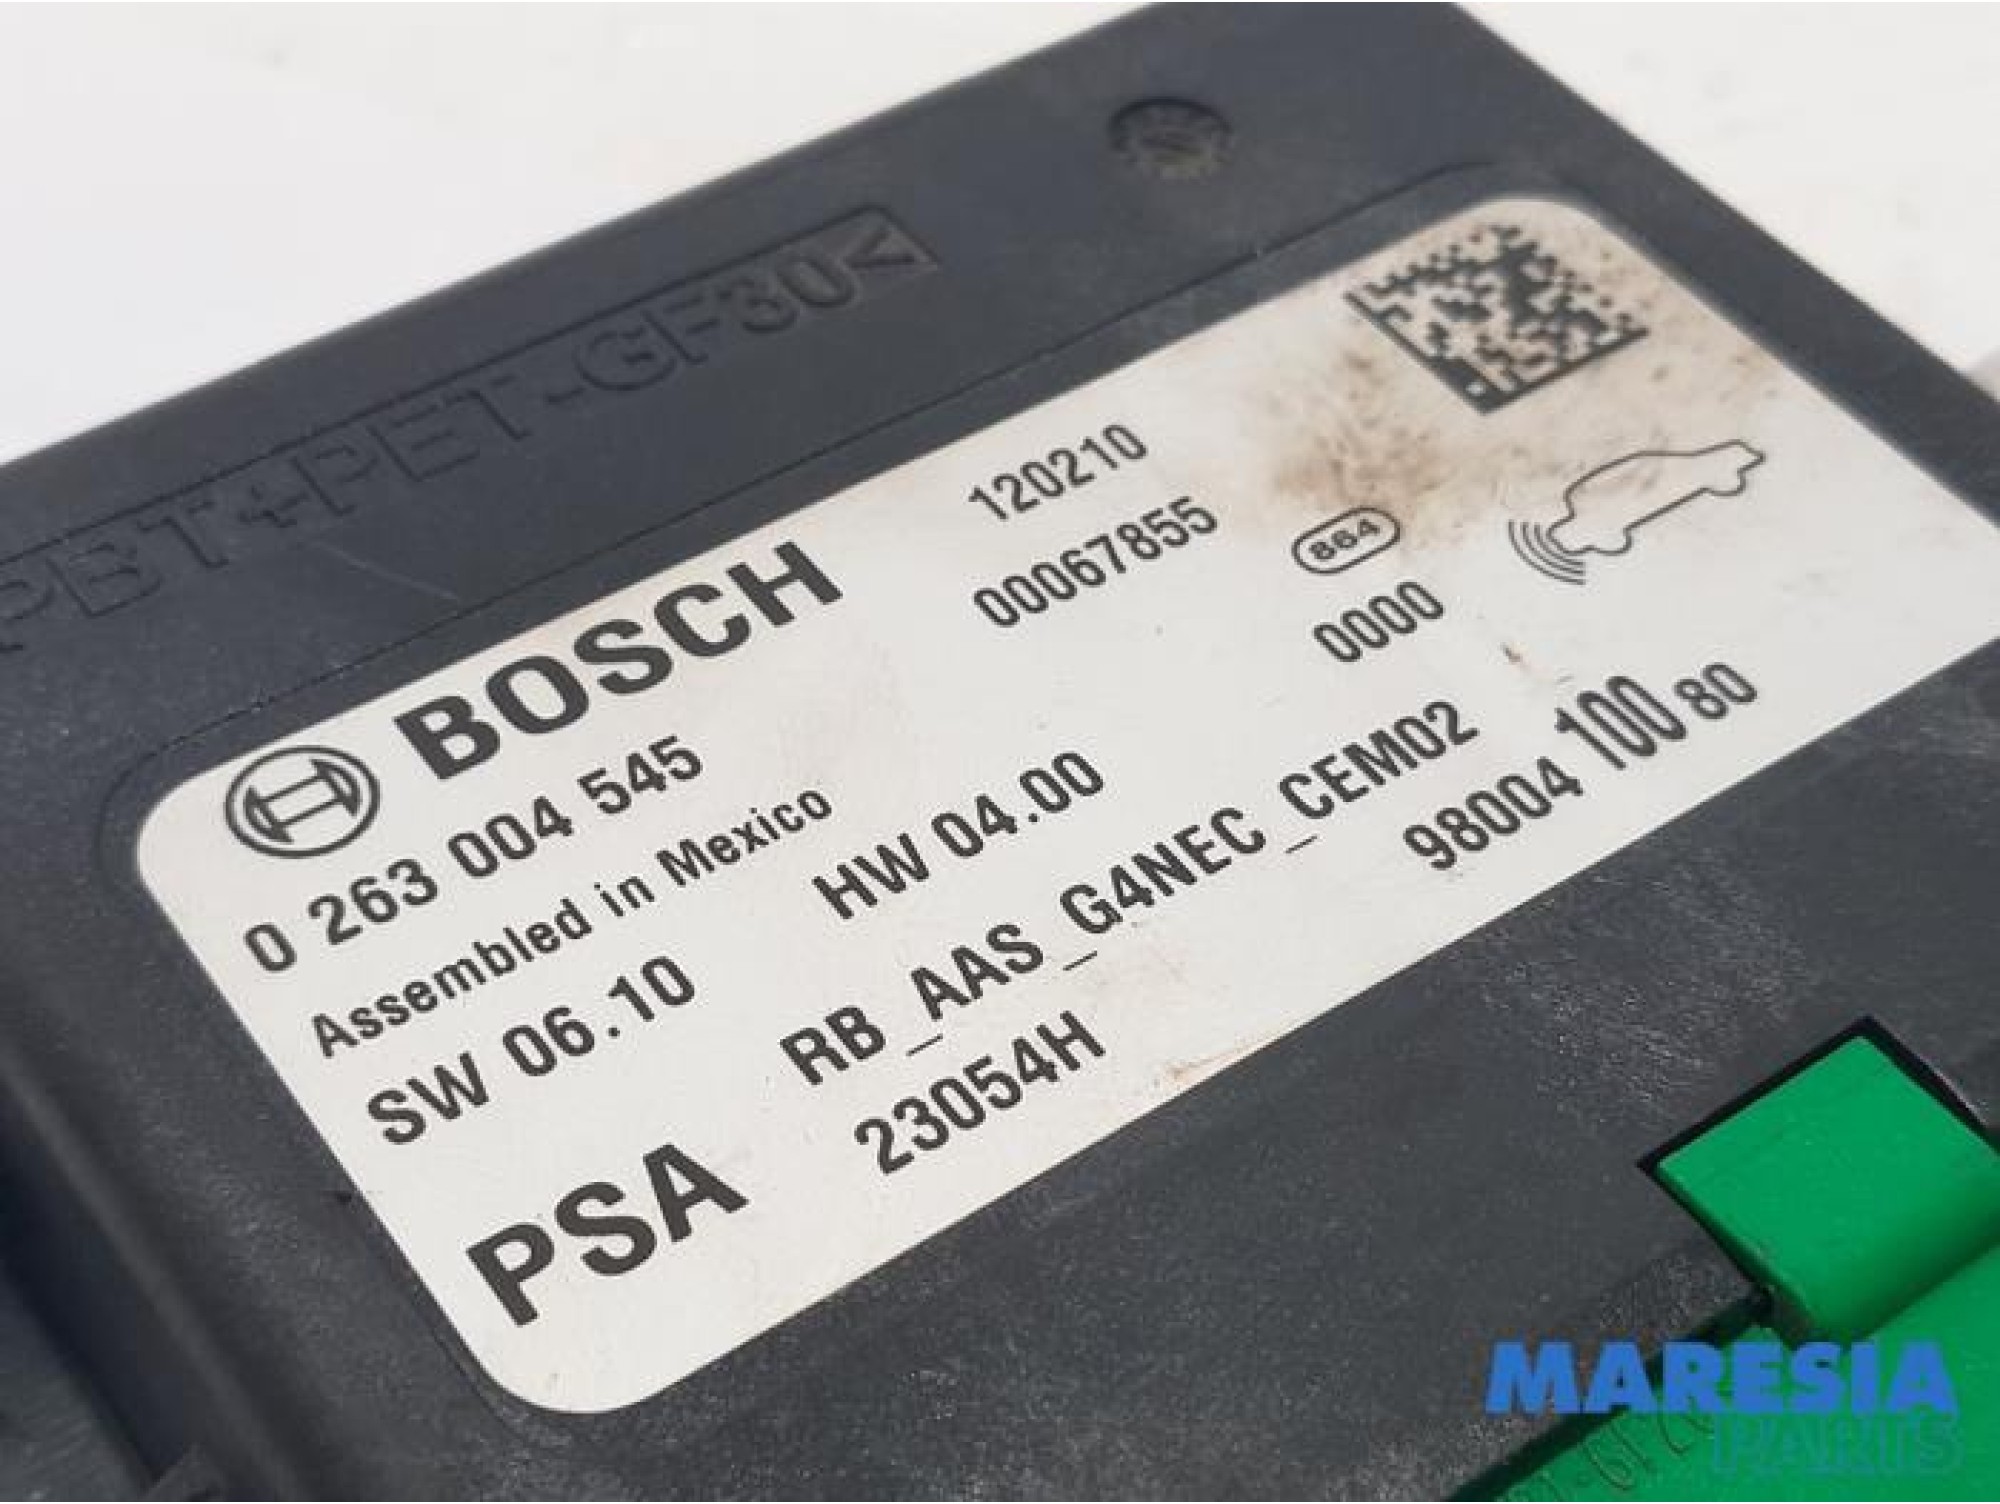 PBT+PET-GF30<
BOSCH
120210
0 263 004 545
00067855
864
Assembled in Mexico
0000
SW 06.10
HW 04.00
RB_AAS_G4NEC_CEM02
98004 100 80
PSA
23054H
MARESIA
PARTS